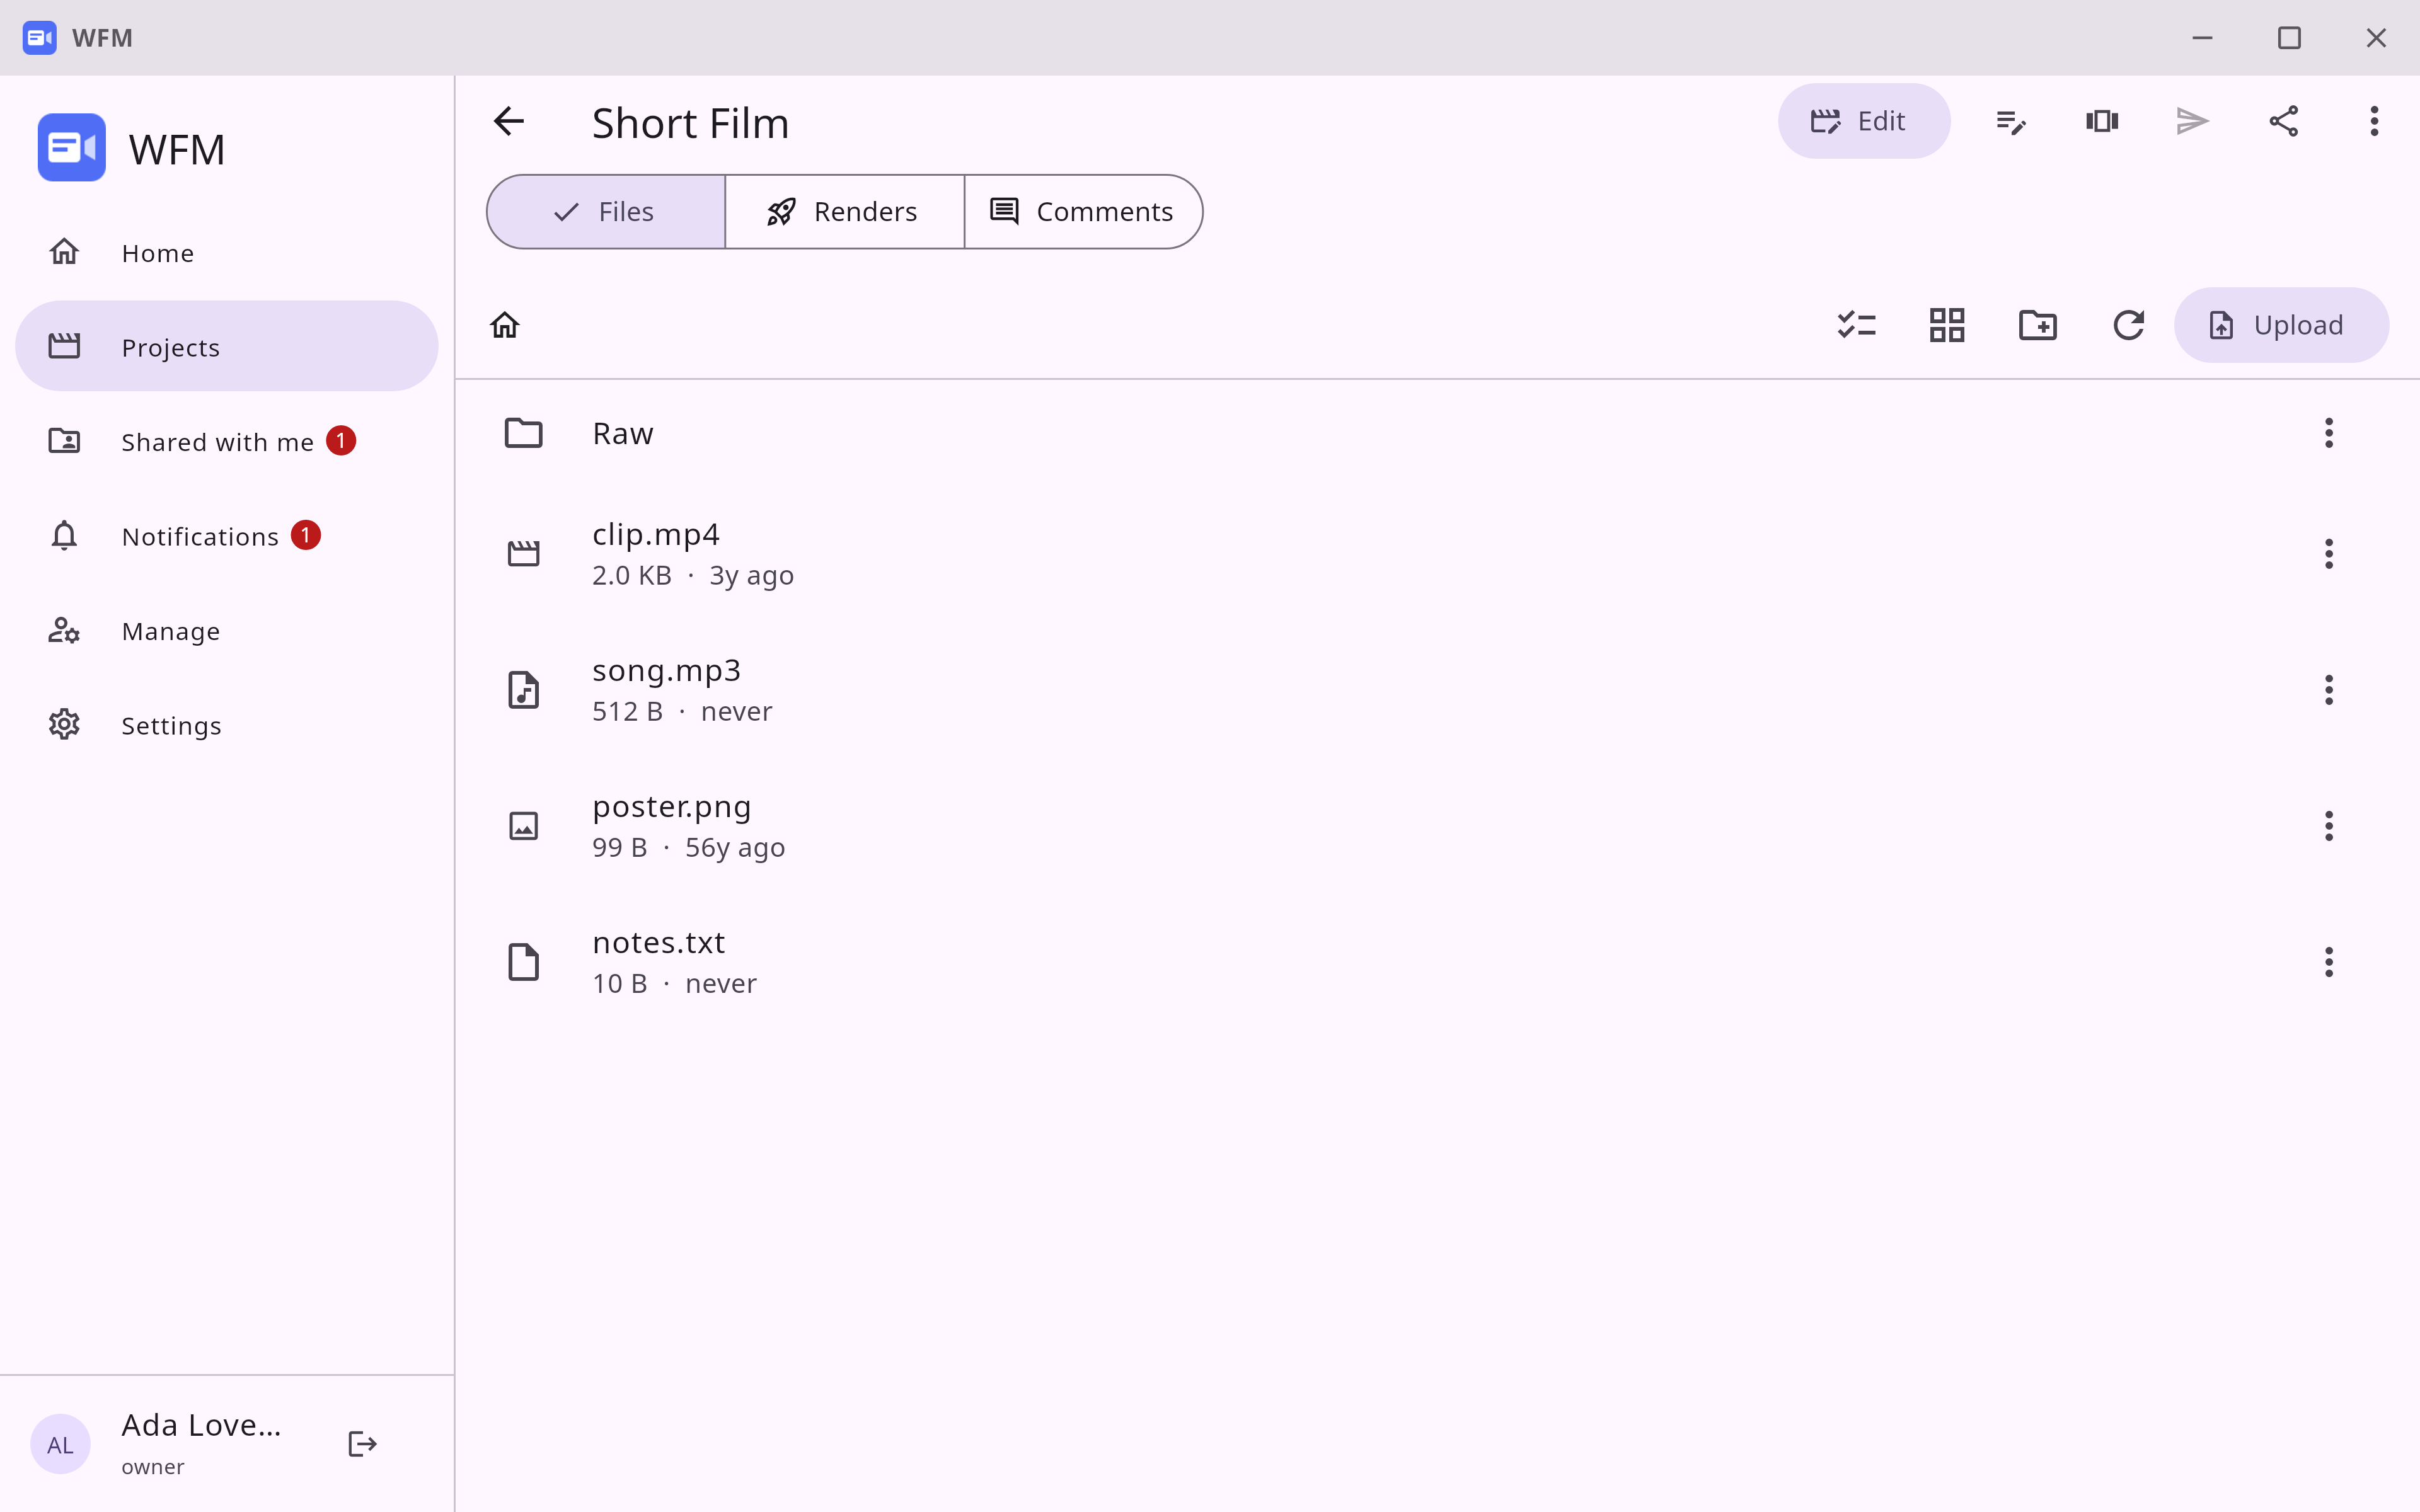 WFM
WFM
Home
Projects
Shared with me 1
Notifications 1
Manage
Settings
AL
Ada Love…
owner
Short Film
Edit
Files
Renders
Comments
Upload
Raw
clip.mp4
2.0 KB · 3y ago
song.mp3
512 B · never
poster.png
99 B · 56y ago
notes.txt
10 B · never